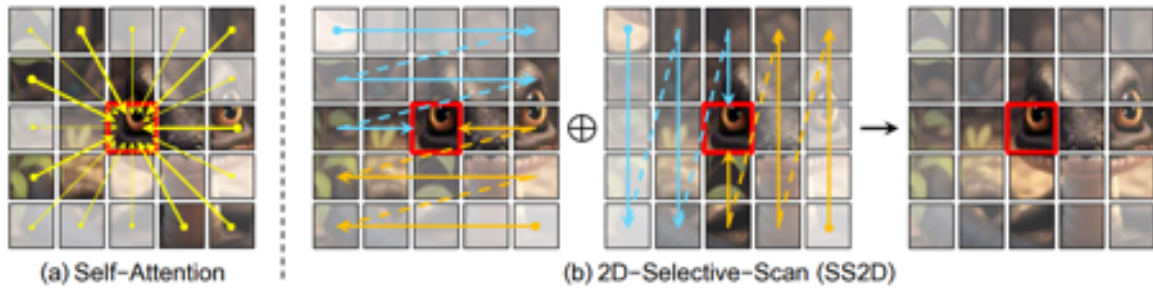 (a) Self-Attention
(b) 2D-Selective-Scan (SS2D)